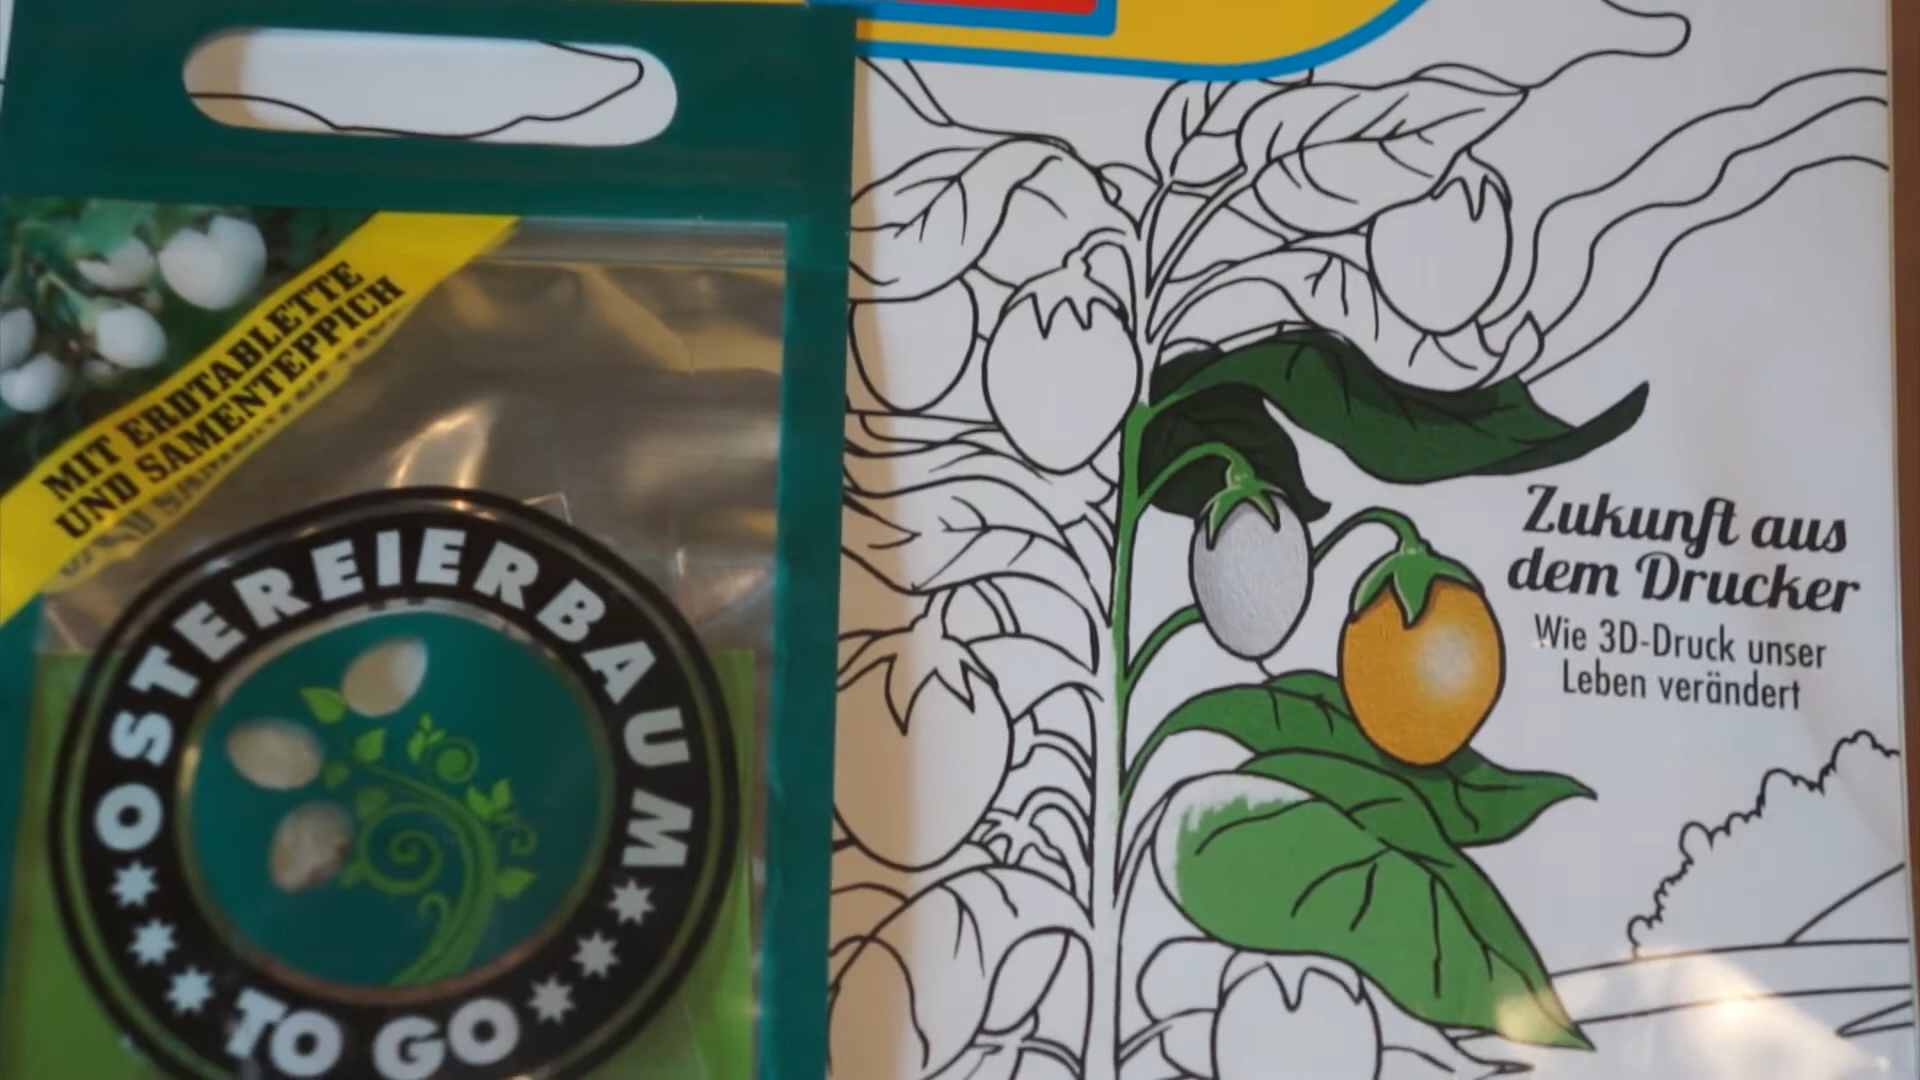 MIT ERDTABLETTE
UND SAMENTEPPICH
OSTEREIERBAUM
TO GO
Zukunft aus
dem Drucker
Wie 3D-Druck unser
Leben verändert